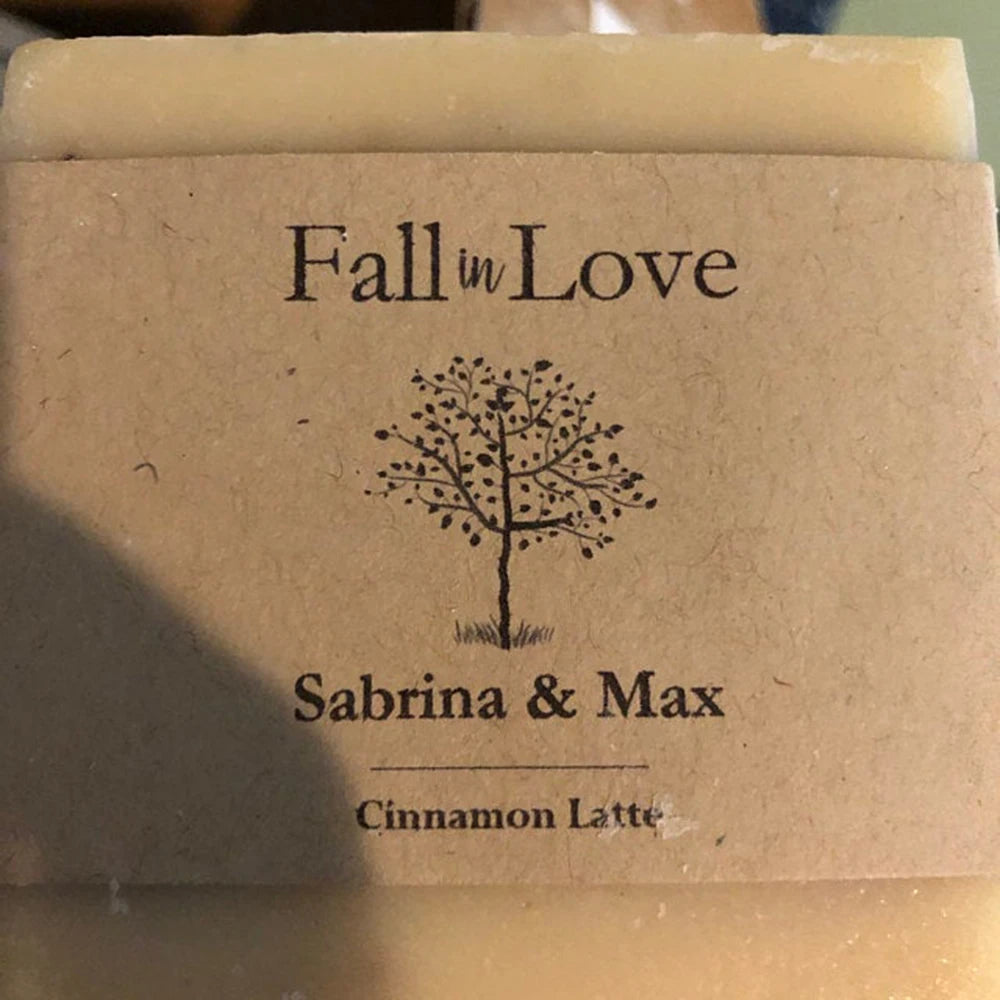 Fall in Love
Sabrina & Max
Cinnamon Latte